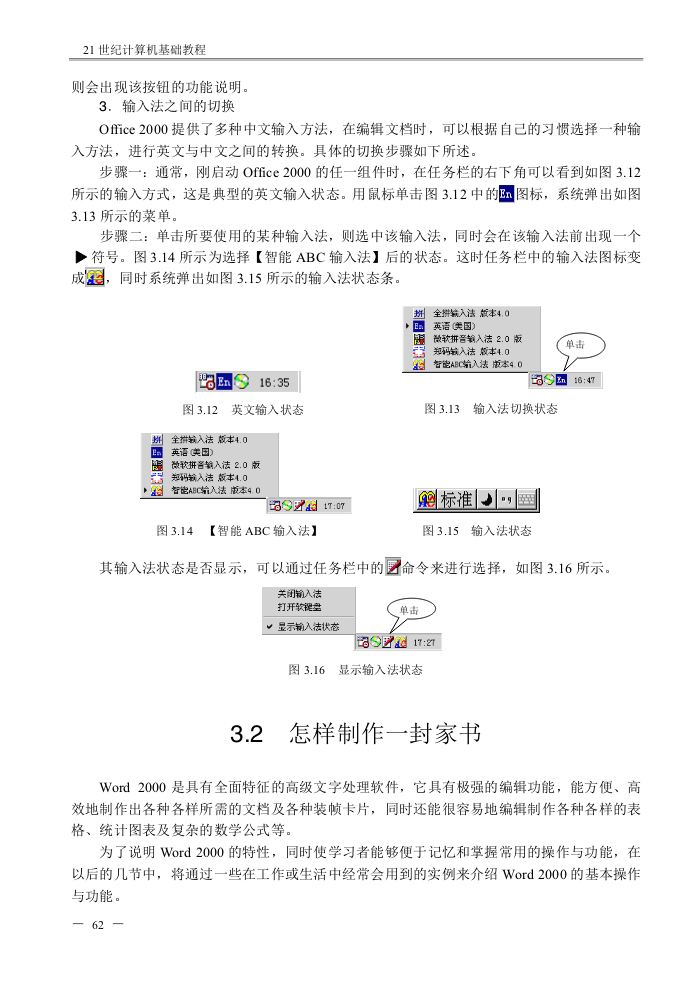 21 世纪计算机基础教程
则会出现该按钮的功能说明。
3．输入法之间的切换
Office 2000 提供了多种中文输入方法，在编辑文档时，可以根据自己的习惯选择一种输
入方法，进行英文与中文之间的转换。具体的切换步骤如下所述。
步骤一：通常，刚启动 Office 2000 的任一组件时，在任务栏的右下角可以看到如图 3.12
所示的输入方式，这是典型的英文输入状态。用鼠标单击图 3.12 中的En图标，系统弹出如图
3.13 所示的菜单。
步骤二：单击所要使用的某种输入法，则选中该输入法，同时会在该输入法前出现一个
▶符号。图 3.14 所示为选择【智能 ABC 输入法】后的状态。这时任务栏中的输入法图标变
成，同时系统弹出如图 3.15 所示的输入法状态条。
En 16:35
图 3.12 英文输入状态
拼 全拼输入法 版本4.0
En 英语(美国)
微软拼音输入法 2.0 版
郑码输入法 版本4.0
智能ABC输入法 版本4.0
单击
En 16:47
图 3.13 输入法切换状态
拼 全拼输入法 版本4.0
En 英语(美国)
微软拼音输入法 2.0 版
郑码输入法 版本4.0
智能ABC输入法 版本4.0
17:07
图 3.14 【智能 ABC 输入法】
标准
图 3.15 输入法状态
其输入法状态是否显示，可以通过任务栏中的命令来进行选择，如图 3.16 所示。
关闭输入法
打开软键盘
✔ 显示输入法状态
单击
17:27
图 3.16 显示输入法状态
3.2 怎样制作一封家书
Word 2000 是具有全面特征的高级文字处理软件，它具有极强的编辑功能，能方便、高
效地制作出各种各样所需的文档及各种装帧卡片，同时还能很容易地编辑制作各种各样的表
格、统计图表及复杂的数学公式等。
为了说明 Word 2000 的特性，同时使学习者能够便于记忆和掌握常用的操作与功能，在
以后的几节中，将通过一些在工作或生活中经常会用到的实例来介绍 Word 2000 的基本操作
与功能。
— 62 —